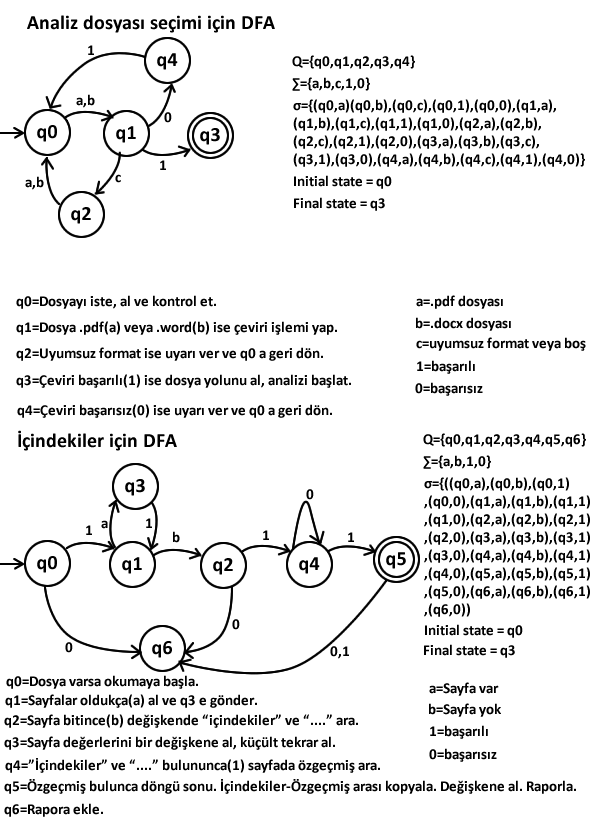 Analiz dosyası seçimi için DFA
1
q4
a,b
0
q0
q1
q3
1
a,b
c
q2
Q={q0,q1,q2,q3,q4}
∑={a,b,c,1,0}
σ={(q0,a)(q0,b),(q0,c),(q0,1),(q0,0),(q1,a),
(q1,b),(q1,c),(q1,1),(q1,0),(q2,a),(q2,b),
(q2,c),(q2,1),(q2,0),(q3,a),(q3,b),(q3,c),
(q3,1),(q3,0),(q4,a),(q4,b),(q4,c),(q4,1),(q4,0)}
Initial state = q0
Final state = q3
q0=Dosyayı iste, al ve kontrol et.
q1=Dosya .pdf(a) veya .word(b) ise çeviri işlemi yap.
q2=Uyumsuz format ise uyarı ver ve q0 a geri dön.
q3=Çeviri başarılı(1) ise dosya yolunu al, analizi başlat.
q4=Çeviri başarısız(0) ise uyarı ver ve q0 a geri dön.
a=.pdf dosyası
b=.docx dosyası
c=uyumsuz format veya boş
1=başarılı
0=başarısız
İçindekiler için DFA
q3
0
1
a
1
b
1
1
q0
q1
q2
q4
q5
0
0
q6
0,1
Q={q0,q1,q2,q3,q4,q5,q6}
∑={a,b,1,0}
σ={((q0,a),(q0,b),(q0,1)
,(q0,0),(q1,a),(q1,b),(q1,1)
,(q1,0),(q2,a),(q2,b),(q2,1)
,(q2,0),(q3,a),(q3,b),(q3,1)
,(q3,0),(q4,a),(q4,b),(q4,1)
,(q4,0),(q5,a),(q5,b),(q5,1)
,(q5,0),(q6,a),(q6,b),(q6,1)
,(q6,0))
Initial state = q0
Final state = q3
q0=Dosya varsa okumaya başla.
q1=Sayfalar oldukça(a) al ve q3 e gönder.
q2=Sayfa bitince(b) değişkende “içindekiler” ve “....” ara.
q3=Sayfa değerlerini bir değişkene al, küçült tekrar al.
q4=”İçindekiler” ve “....” bulununca(1) sayfada özgeçmiş ara.
q5=Özgeçmiş bulunca döngü sonu. İçindekiler-Özgeçmiş arası kopyala. Değişkene al. Raporla.
q6=Rapora ekle.
a=Sayfa var
b=Sayfa yok
1=başarılı
0=başarısız